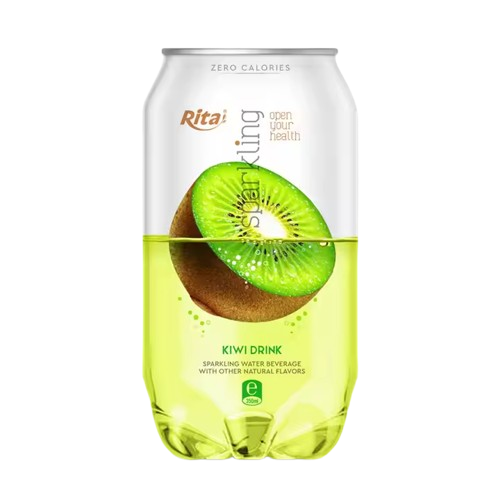 ZERO CALORIES
Rita
sparkling
open
your
health
KIWI DRINK
SPARKLING WATER BEVERAGE
WITH OTHER NATURAL FLAVORS
e